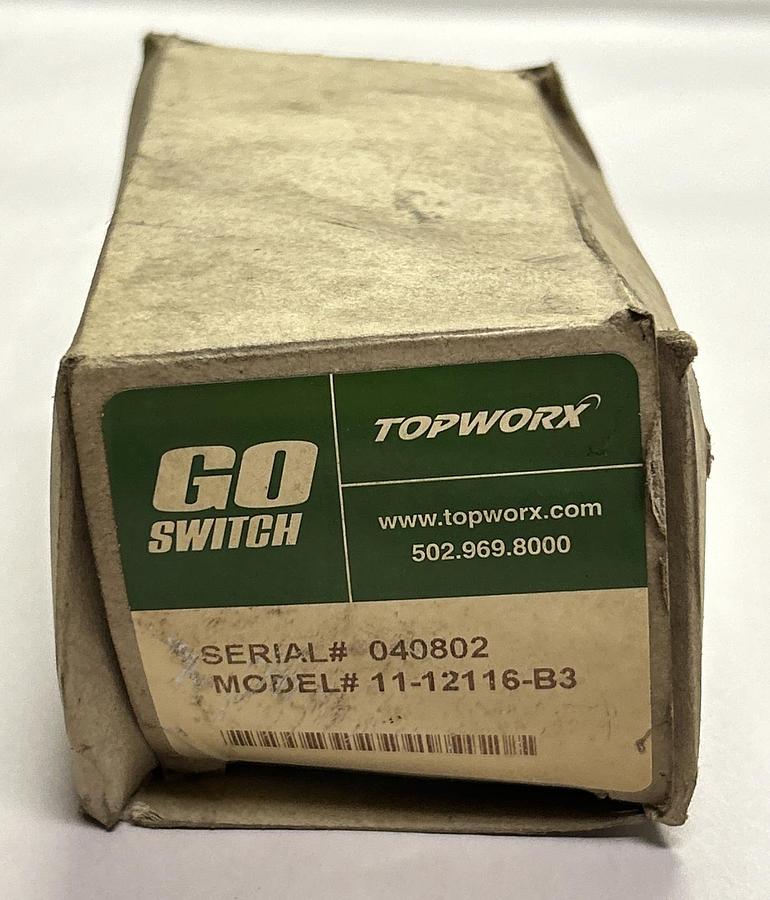 GO
SWITCH
TOPWORX
www.topworx.com
502.969.8000
SERIAL# 040802
MODEL# 11-12116-B3